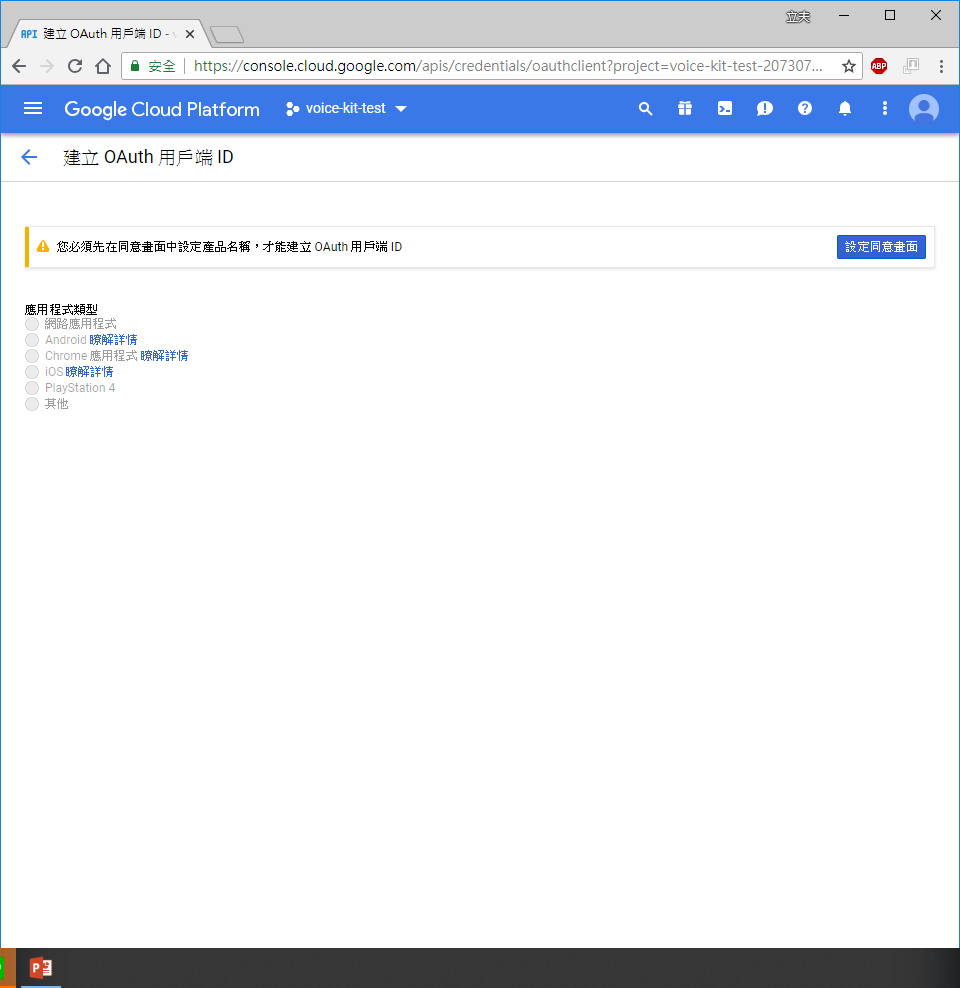 立夫
API 建立 OAuth 用戶端 ID -
安全 https://console.cloud.google.com/apis/credentials/oauthclient?project=voice-kit-test-207307... ABP
Google Cloud Platform voice-kit-test
建立 OAuth 用戶端 ID
您必須先在同意畫面中設定產品名稱，才能建立 OAuth 用戶端 ID 設定同意畫面
應用程式類型
網路應用程式
Android 瞭解詳情
Chrome 應用程式 瞭解詳情
iOS 瞭解詳情
PlayStation 4
其他
P